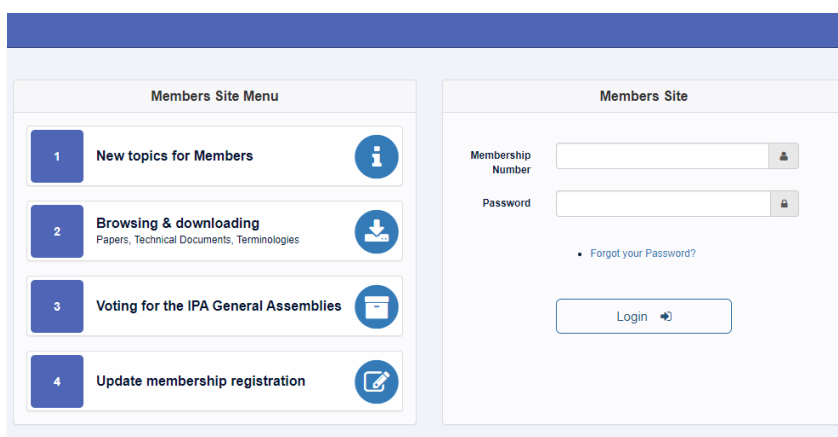 Members Site Menu
1
New topics for Members
2
Browsing & downloading
Papers, Technical Documents, Terminologies
3
Voting for the IPA General Assemblies
4
Update membership registration
Members Site
Membership
Number
Password
Forgot your Password?
Login